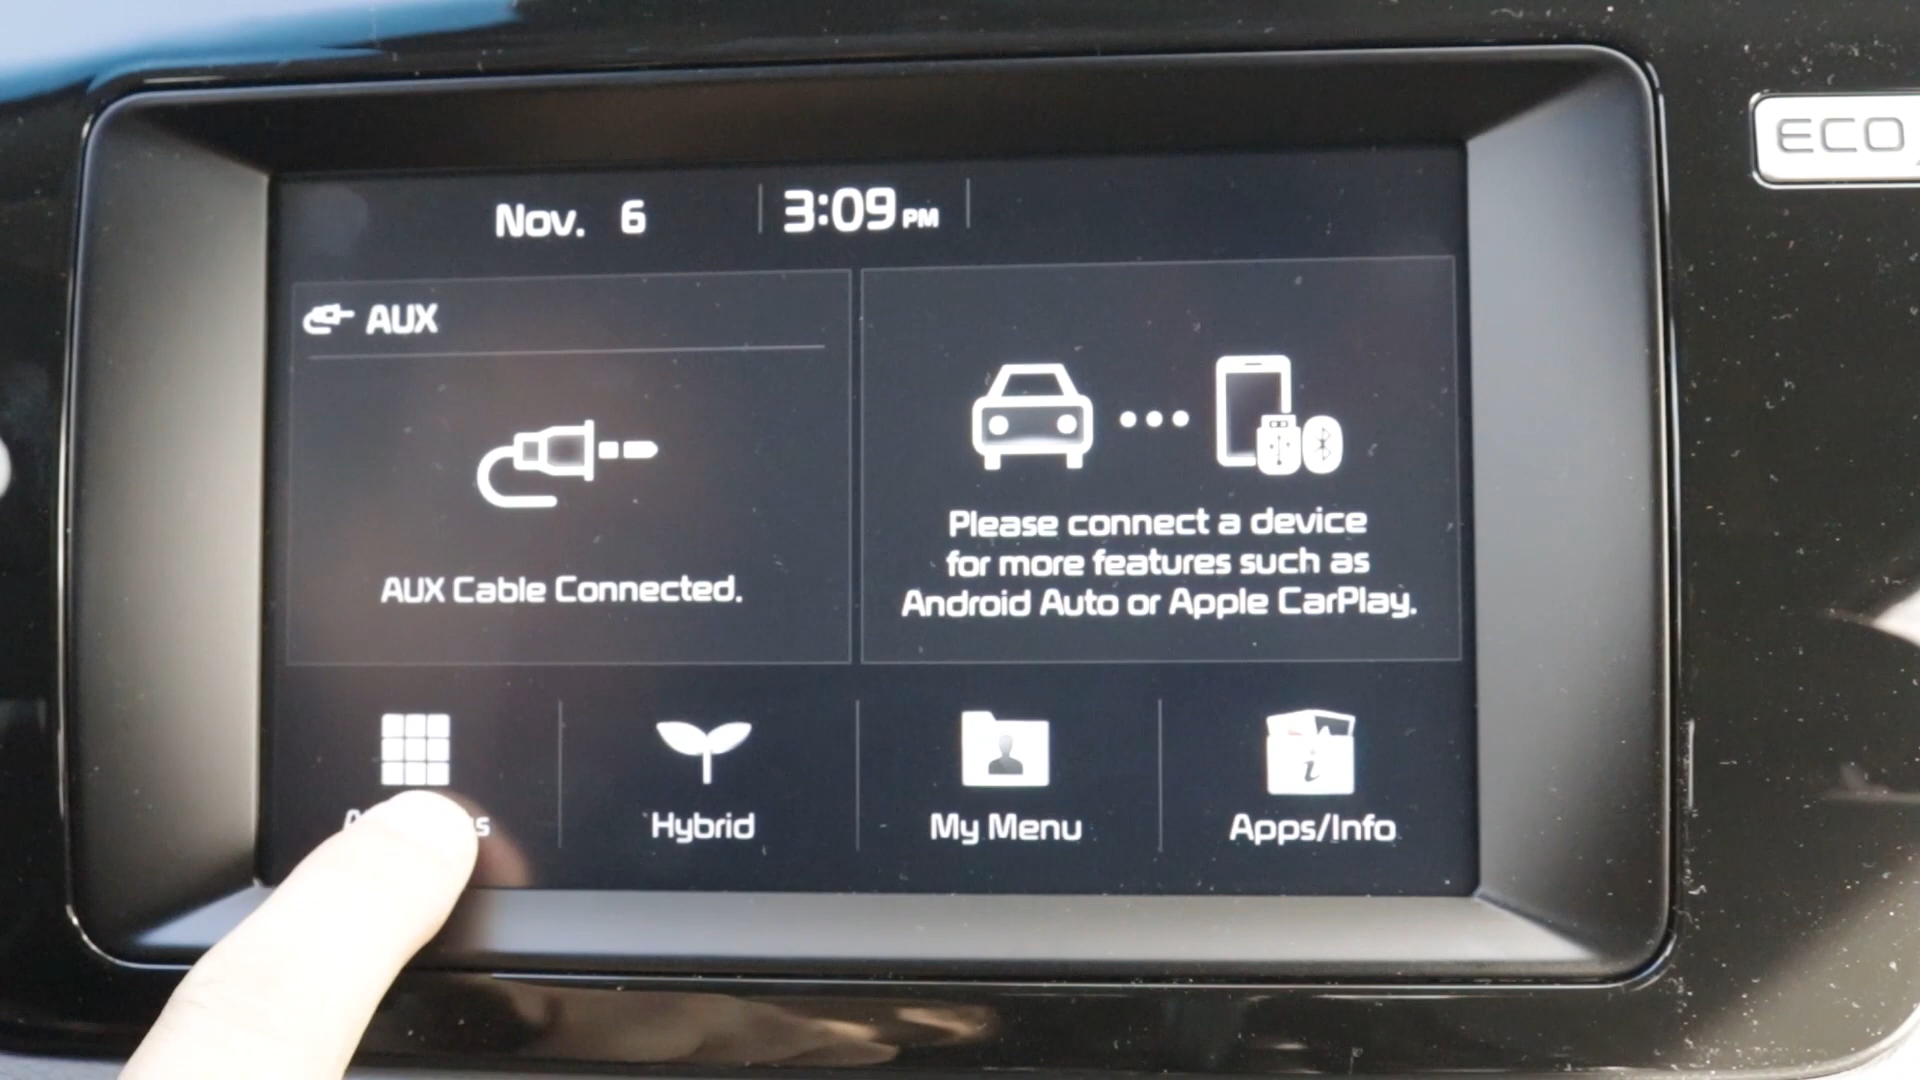 ECO
Nov. 6
3:09 PM
AUX
AUX Cable Connected.
Please connect a device
for more features such as
Android Auto or Apple CarPlay.
Hybrid
My Menu
Apps/Info